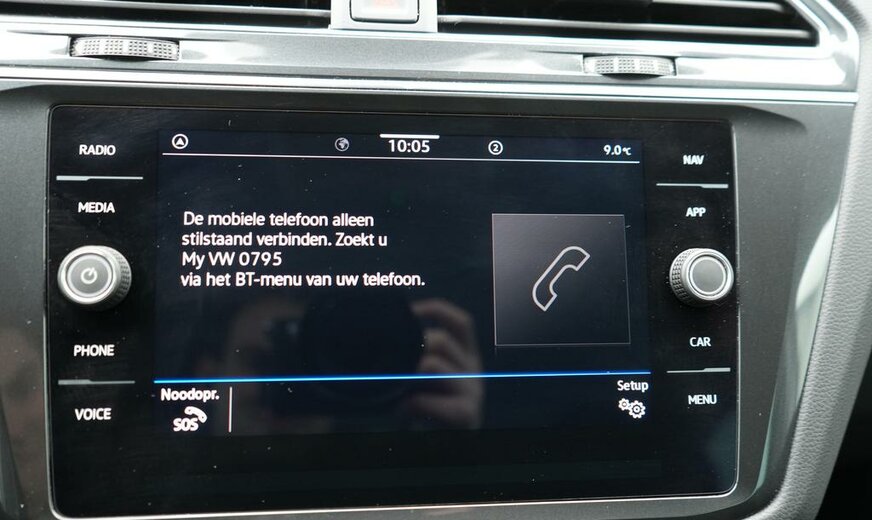 RADIO
MEDIA
PHONE
VOICE
10:05
2
9.0°C
De mobiele telefoon alleen
stilstaand verbinden. Zoekt u
My VW 0795
via het BT-menu van uw telefoon.
Noodopr.
SOS
Setup
NAV
APP
CAR
MENU